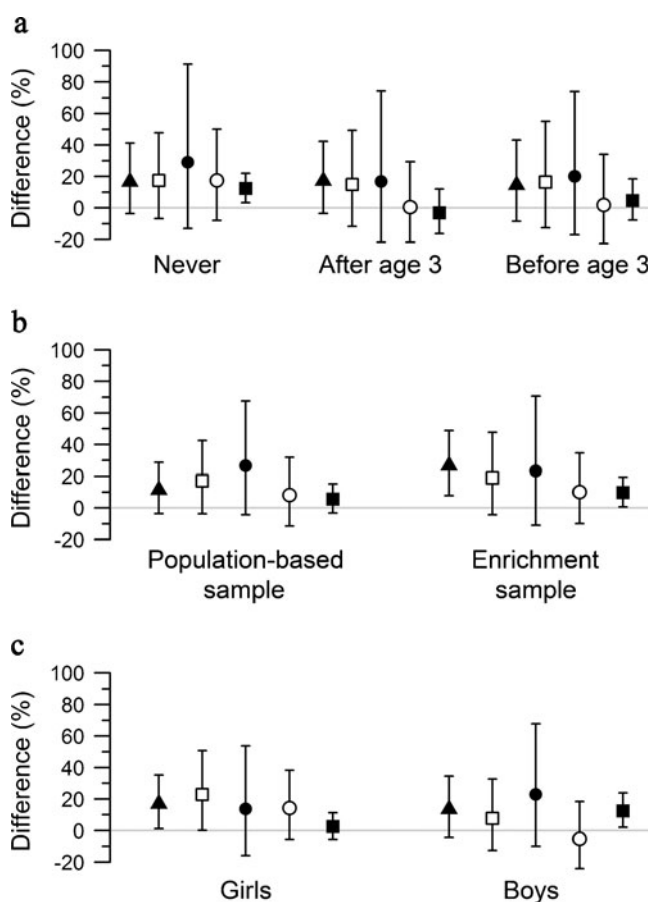 a
Difference (%)
100
80
60
40
20
0
-20
Never After age 3 Before age 3
b
Difference (%)
100
80
60
40
20
0
-20
Population-based Enrichment
sample sample
c
Difference (%)
100
80
60
40
20
0
-20
Girls Boys